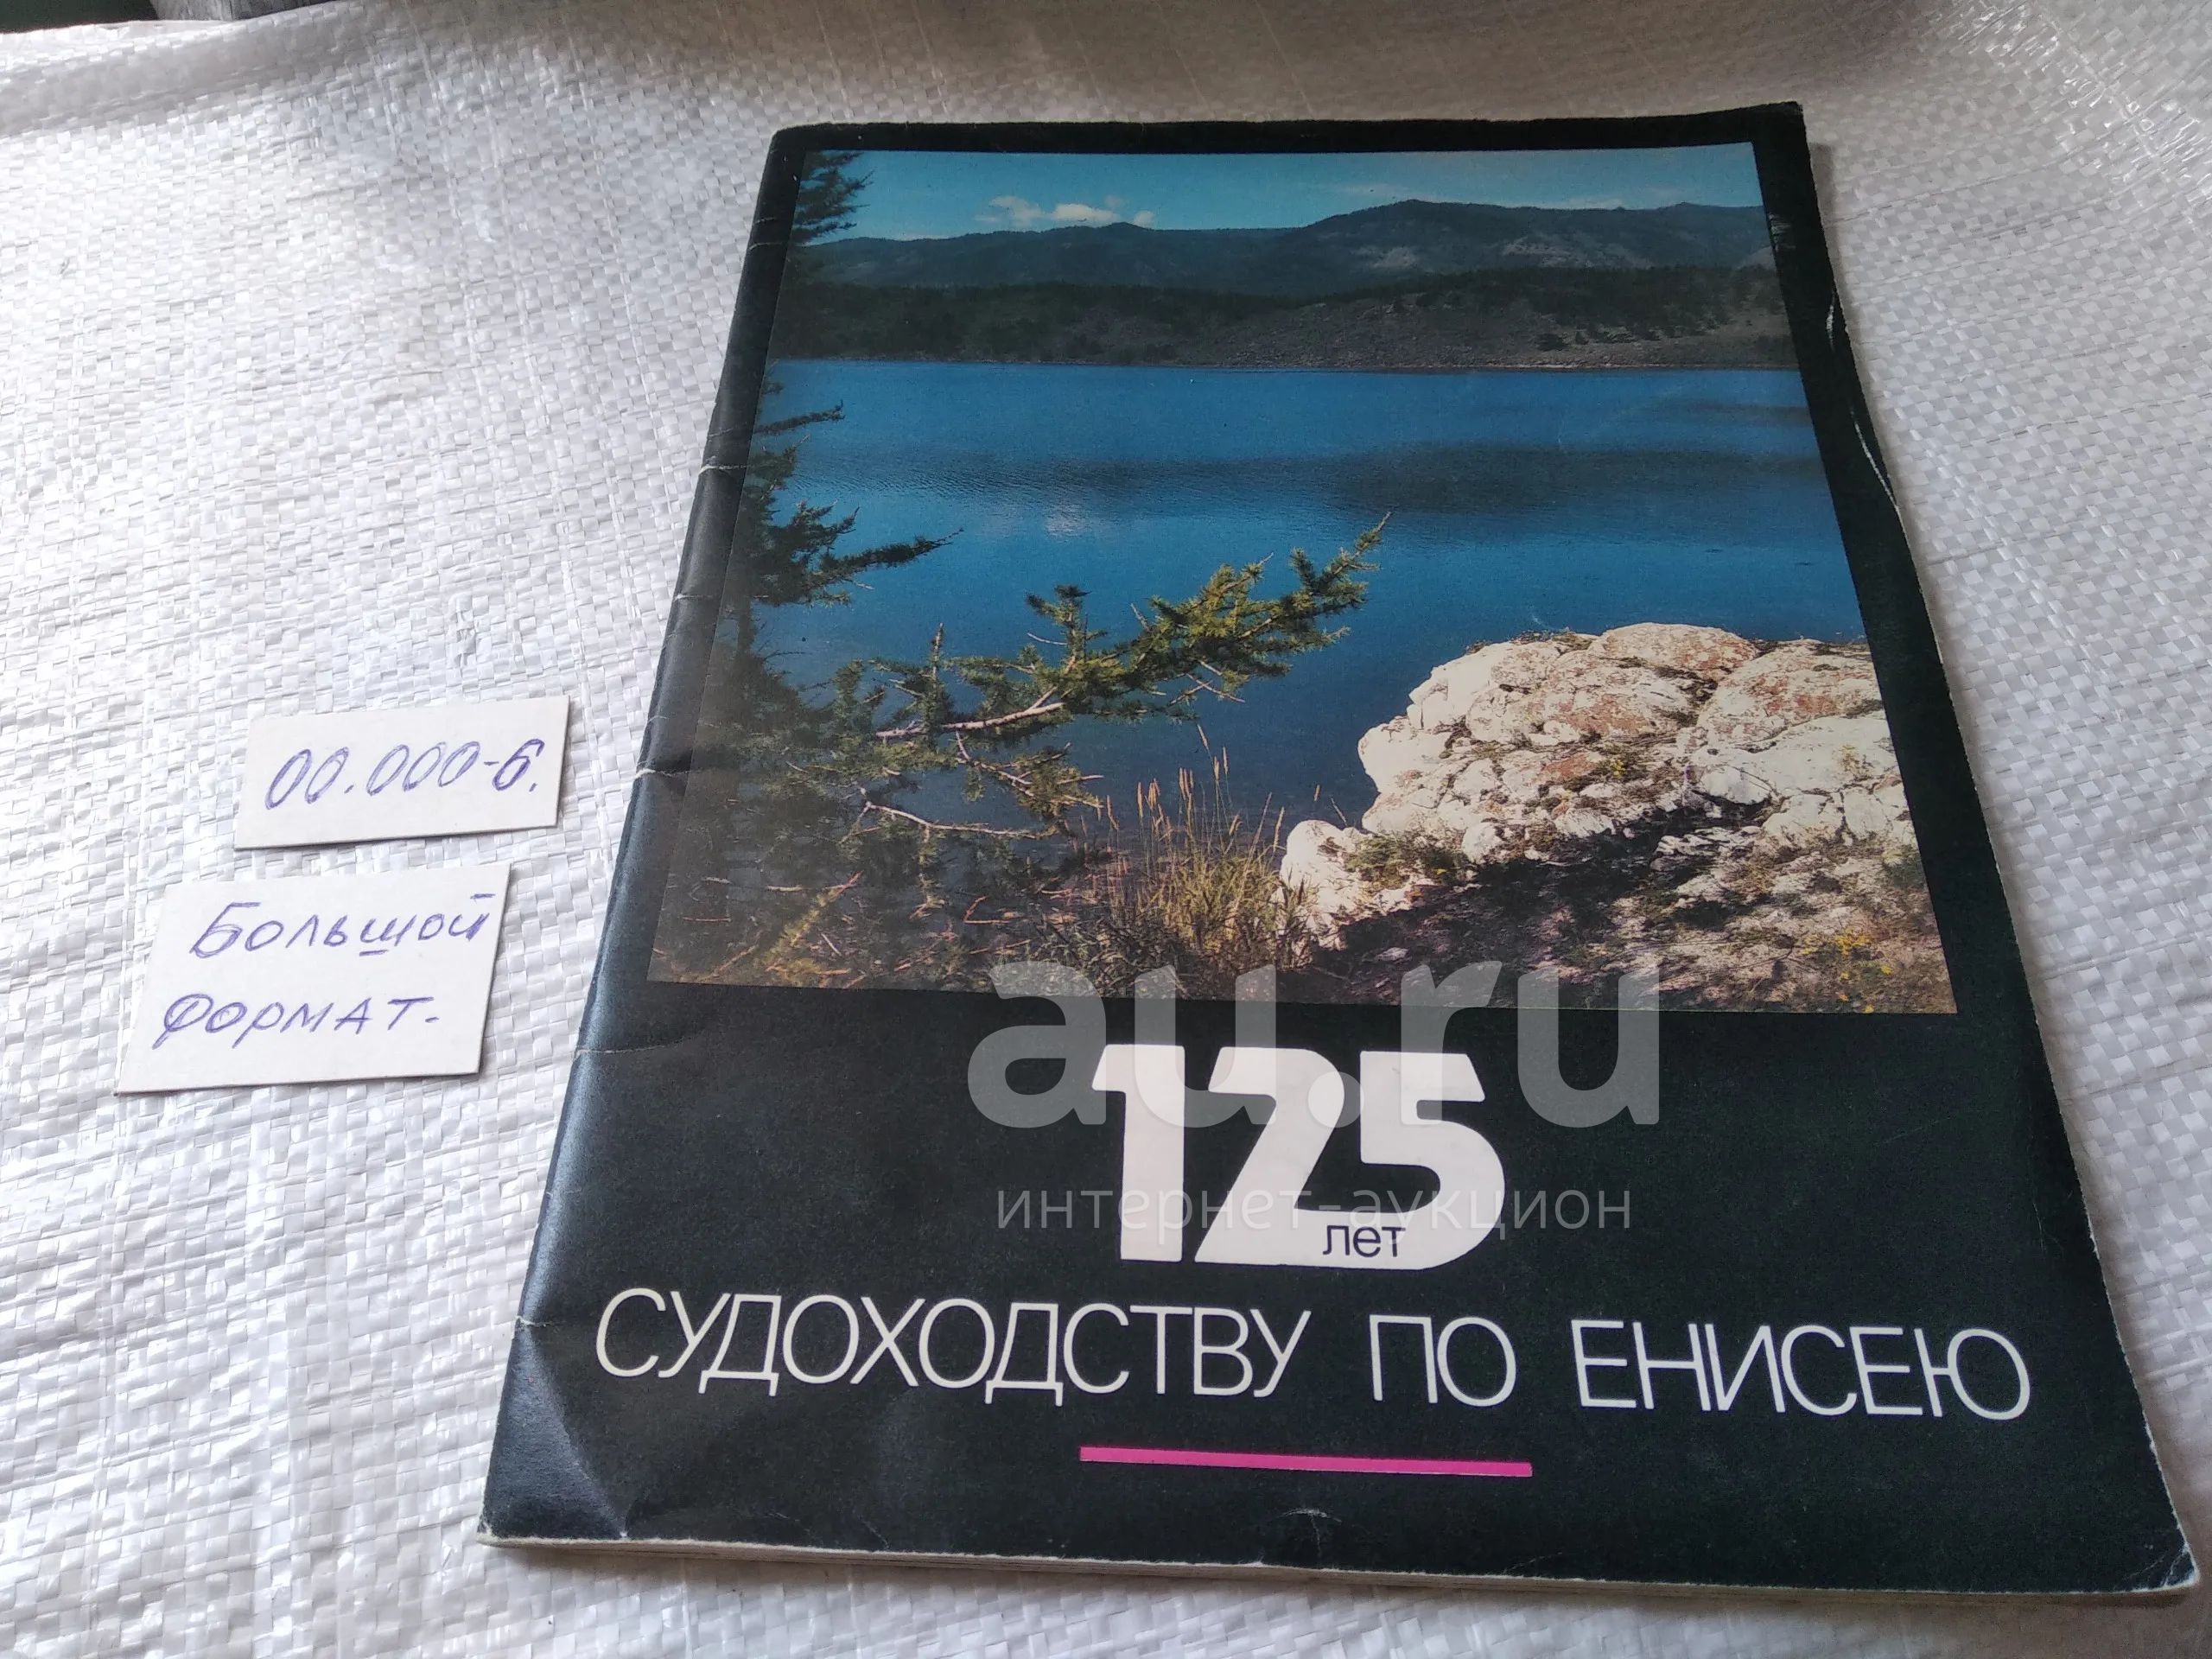 00.000-б.
Большой
формат.
au.ru
125
интернет-аукцион
лет
СУДОХОДСТВУ ПО ЕНИСЕЮ